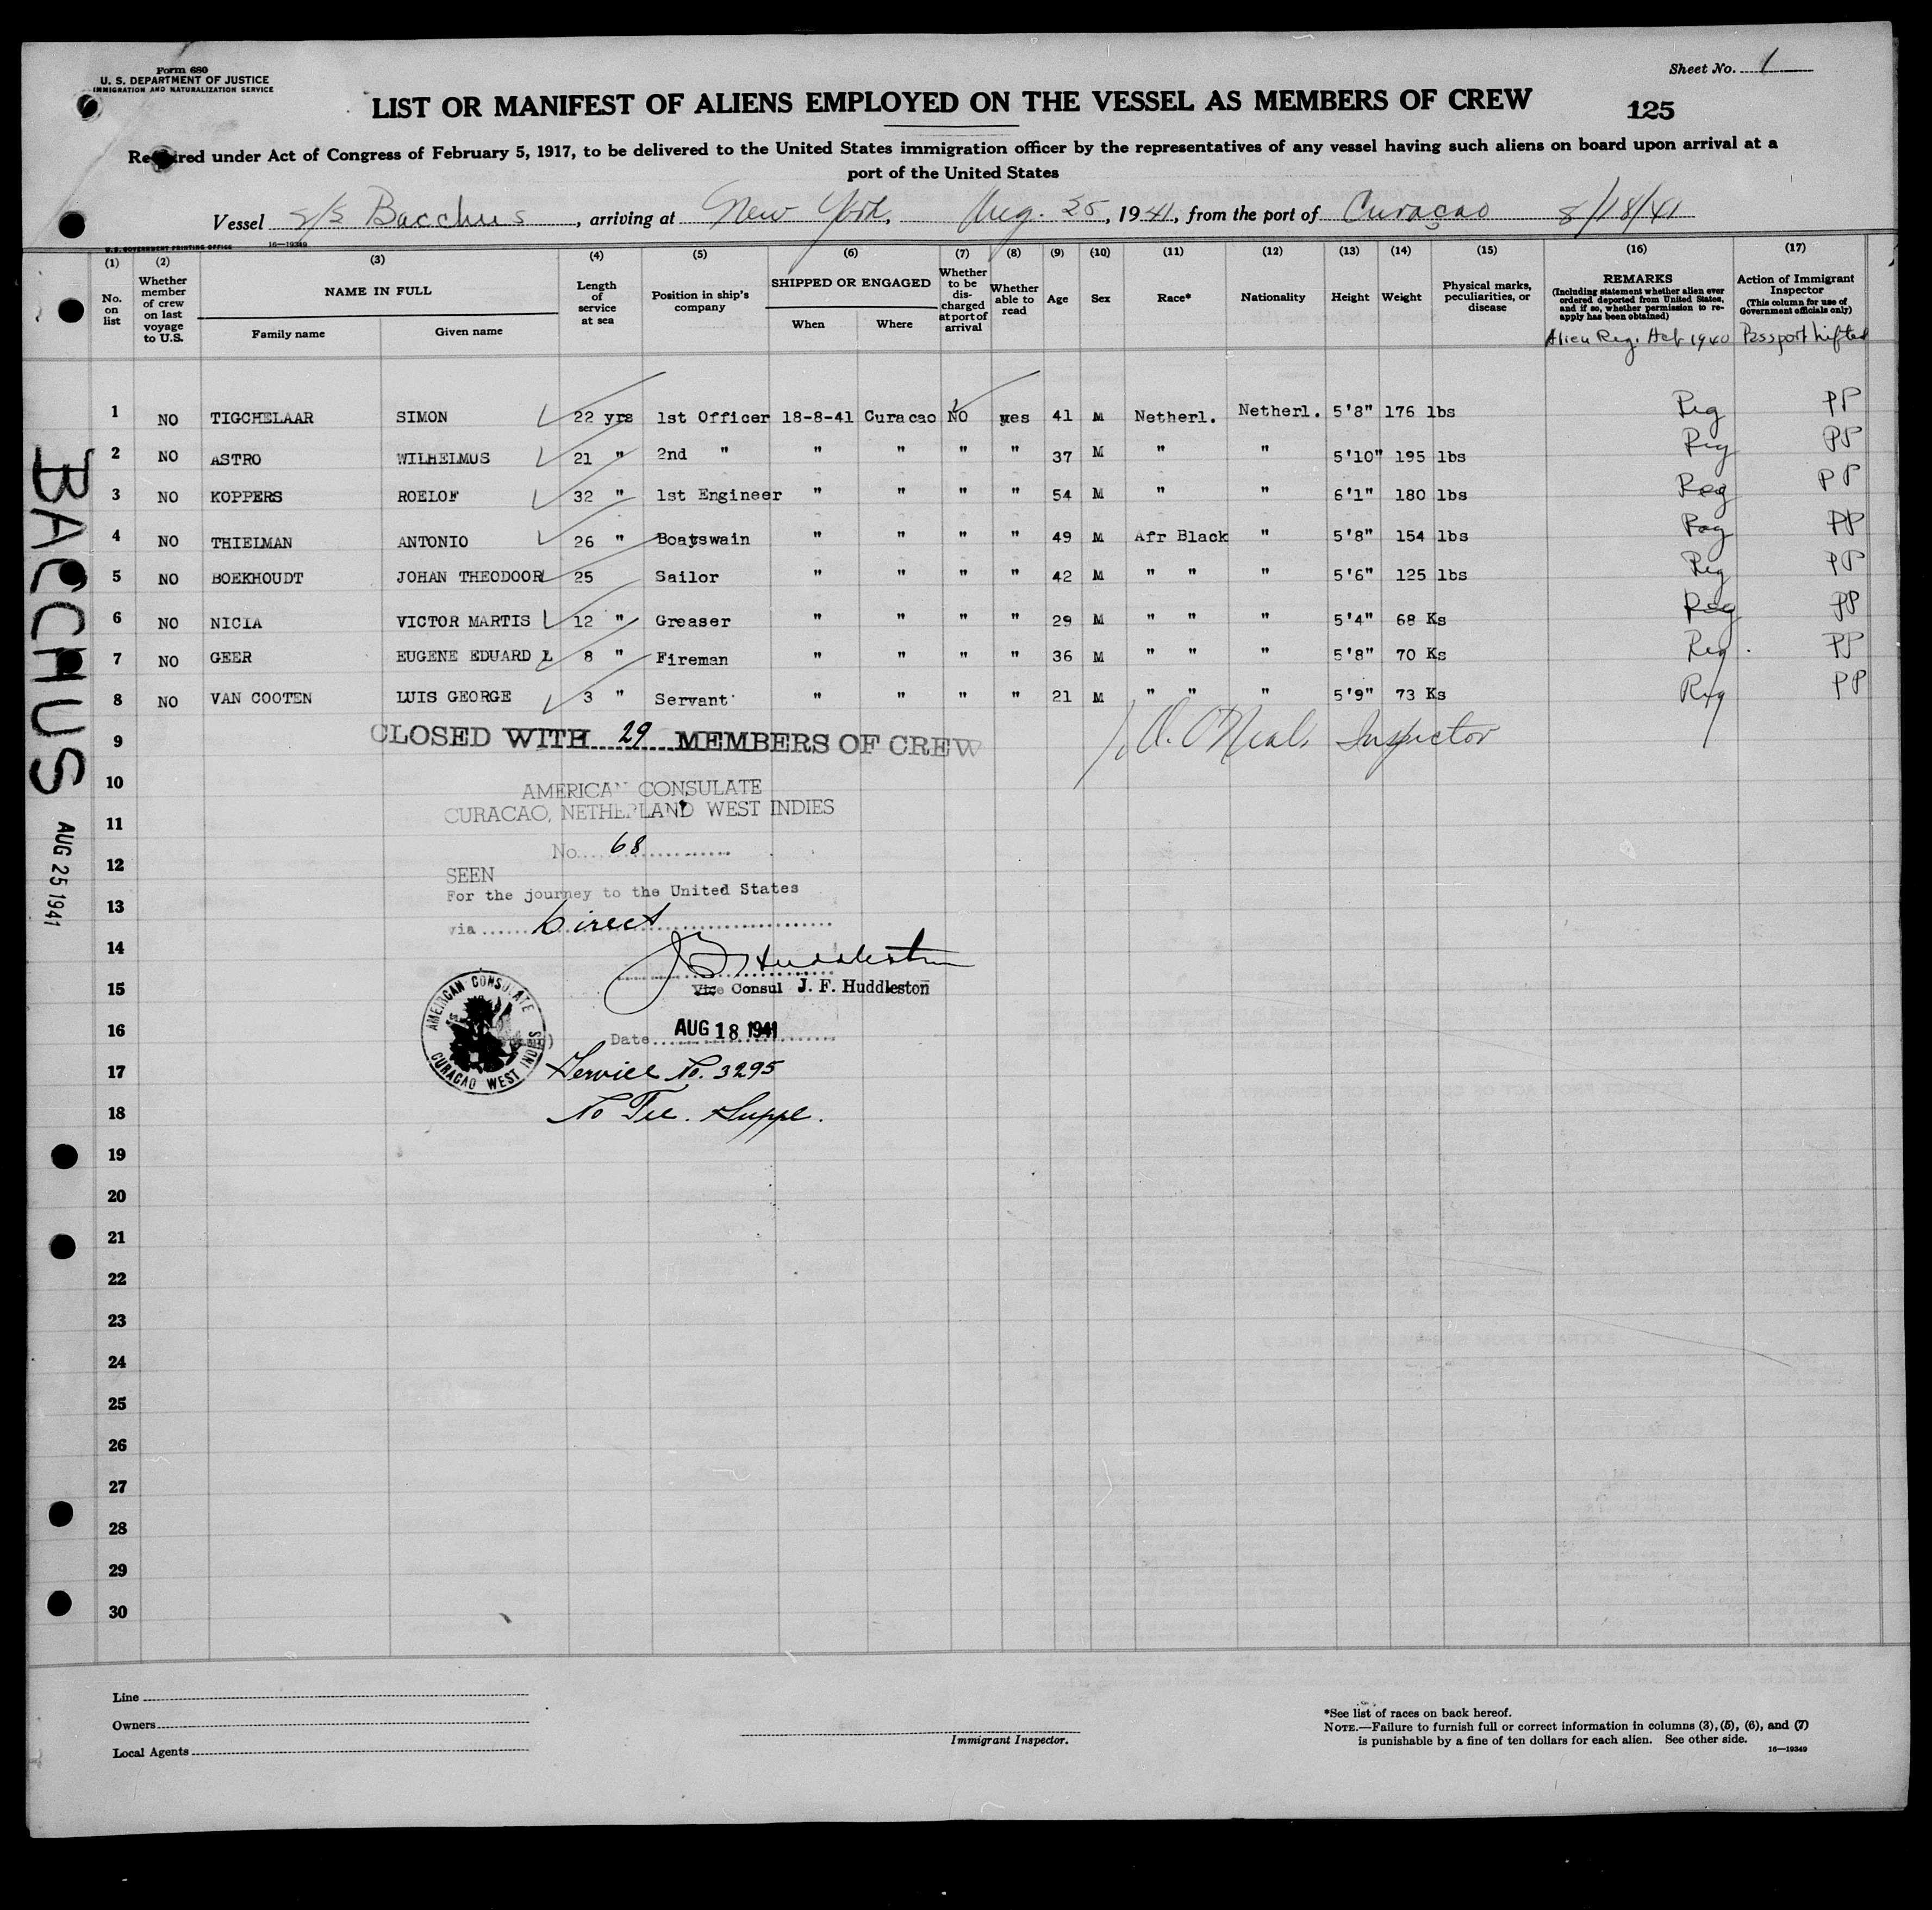 Form 680
U. S. DEPARTMENT OF JUSTICE
IMMIGRATION AND NATURALIZATION SERVICE
Sheet No. 1
LIST OR MANIFEST OF ALIENS EMPLOYED ON THE VESSEL AS MEMBERS OF CREW
125
Required under Act of Congress of February 5, 1917, to be delivered to the United States immigration officer by the representatives of any vessel having such aliens on board upon arrival at a
port of the United States
Vessel S/S Bacchus, arriving at New York, Aug. 25, 1941, from the port of Curaçao 8/18/41
U. S. GOVERNMENT PRINTING OFFICE 16—19349
(1) No. on list
(2) Whether member of crew on last voyage to U.S.
(3) NAME IN FULL
Family name Given name
(4) Length of service at sea
(5) Position in ship's company
(6) SHIPPED OR ENGAGED
When Where
(7) Whether to be discharged at port of arrival
(8) Whether able to read
(9) Age
(10) Sex
(11) Race*
(12) Nationality
(13) Height
(14) Weight
(15) Physical marks, peculiarities, or disease
(16) REMARKS
(Including statement whether alien ever ordered deported from United States, and if so, whether permission to re-apply has been obtained)
Alien Reg. Act 1940
(17) Action of Immigrant Inspector
(This column for use of Government officials only)
Passport lifted
1 NO TIGCHELAAR SIMON 22 yrs 1st Officer 18-8-41 Curacao NO yes 41 M Netherl. Netherl. 5'8" 176 lbs Reg PP
2 NO ASTRO WILHELMUS 21 " 2nd " " " " " 37 M " " 5'10" 195 lbs Reg PP
3 NO KOPPERS ROELOF 32 " 1st Engineer " " " " 54 M " " 6'1" 180 lbs Reg PP
4 NO THIELMAN ANTONIO 26 " Boatswain " " " " 49 M Afr Black " 5'8" 154 lbs Reg PP
5 NO BOEKHOUDT JOHAN THEODOOR 25 Sailor " " " " 42 M " " " 5'6" 125 lbs Reg PP
6 NO NICIA VICTOR MARTIS 12 " Greaser " " " " 29 M " " " 5'4" 68 Ks Reg PP
7 NO GEER EUGENE EDUARD L 8 " Fireman " " " " 36 M " " " 5'8" 70 Ks Reg. PP
8 NO VAN COOTEN LUIS GEORGE 3 " Servant " " " " 21 M " " " 5'9" 73 Ks Reg PP
9
CLOSED WITH 29 MEMBERS OF CREW
O'Neal, Inspector
10
AMERICAN CONSULATE
CURACAO, NETHERLAND WEST INDIES
11
No. 68
12
SEEN
For the journey to the United States
13
via Direct
14
J F Huddleston
15
Vice Consul J. F. Huddleston
AMERICAN CONSULATE
CURACAO WEST INDIES
16
Date AUG 18 1941
17
Service No. 3295
18
No Fee. Suppl.
19
20
21
22
23
24
25
26
27
28
29
30
BACCHUS
AUG 25 1941
Line
Owners
Local Agents
Immigrant Inspector.
*See list of races on back hereof.
NOTE.—Failure to furnish full or correct information in columns (3), (5), (6), and (7)
is punishable by a fine of ten dollars for each alien. See other side.
16—19349